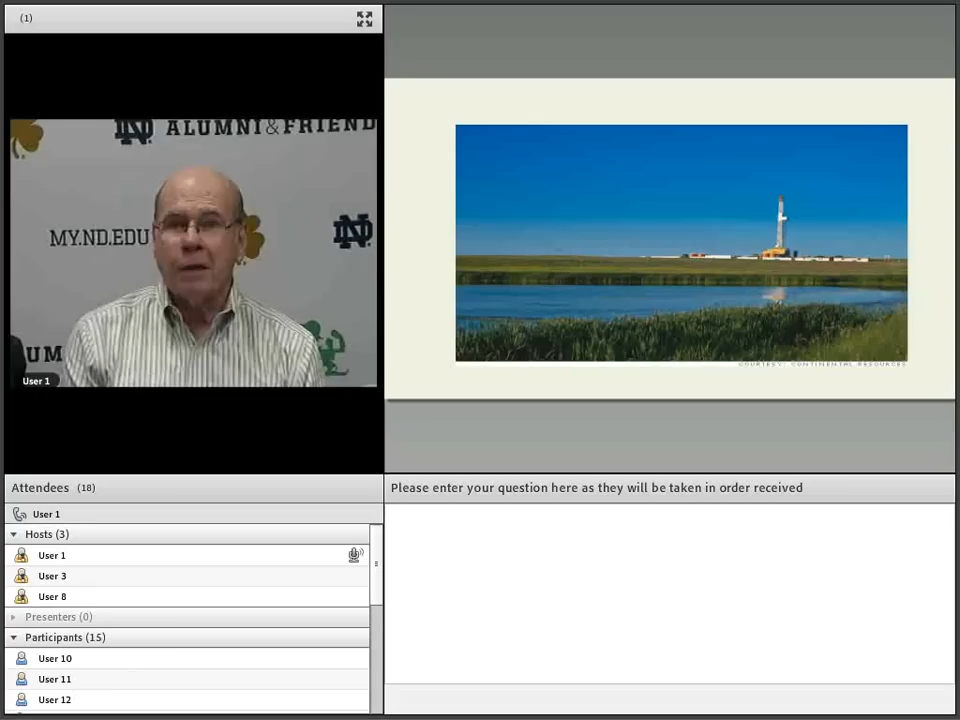 (1)
ND ALUMNI&FRIEND
MY.ND.EDU
ND
UM
User 1
COURTESY: CONTINENTAL RESOURCES
Attendees (18)
User 1
Hosts (3)
User 1
User 3
User 8
Presenters (0)
Participants (15)
User 10
User 11
User 12
Please enter your question here as they will be taken in order received